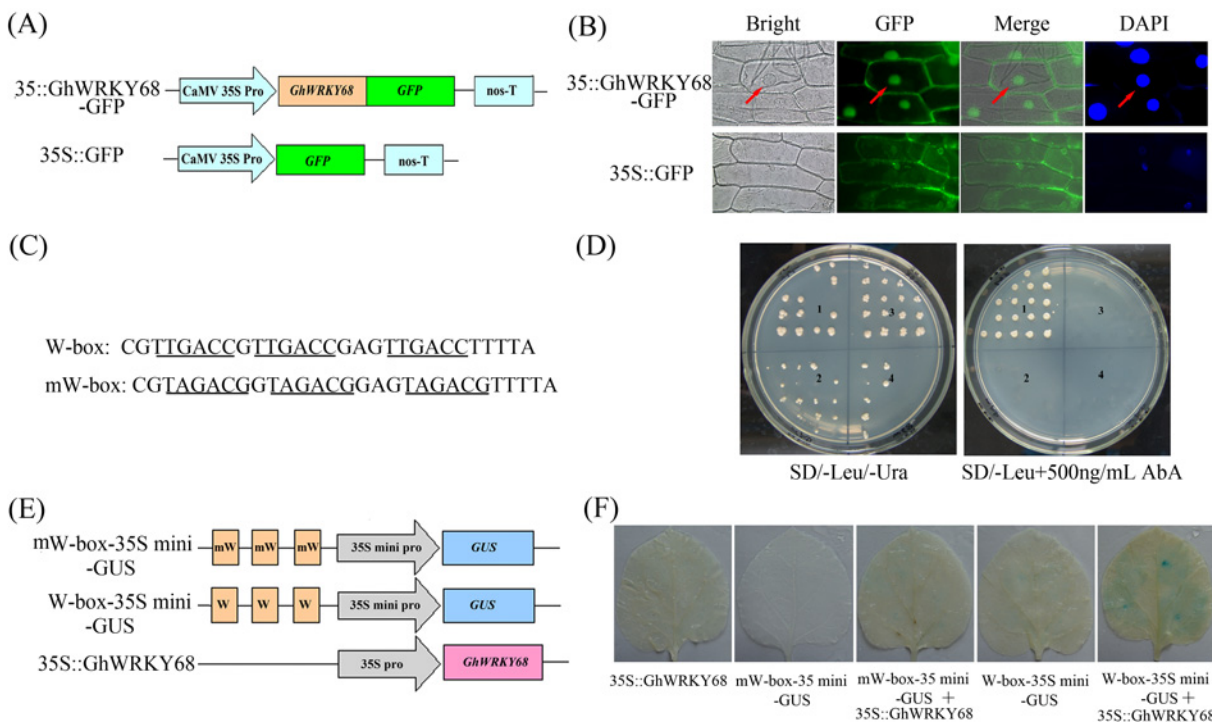 (A)
35::GhWRKY68
-GFP
CaMV 35S Pro
GhWRKY68
GFP
nos-T
35S::GFP
CaMV 35S Pro
GFP
nos-T
(B)
Bright GFP Merge DAPI
35::GhWRKY68
-GFP
35S::GFP
(C)
W-box: CGTTGACCGTTGACCGAGTTGACCTTTTA
mW-box: CGTAGACGGTAGACGGAGTAGACGTTTTA
(D)
1 3
2 4
SD/-Leu/-Ura
1 3
2 4
SD/-Leu+500ng/mL AbA
(E)
mW-box-35S mini
-GUS
mW mW mW 35S mini pro GUS
W-box-35S mini
-GUS
W W W 35S mini pro GUS
35S::GhWRKY68
35S pro GhWRKY68
(F)
35S::GhWRKY68
mW-box-35 mini
-GUS
mW-box-35 mini
-GUS +
35S::GhWRKY68
W-box-35S mini
-GUS
W-box-35S mini
-GUS +
35S::GhWRKY68